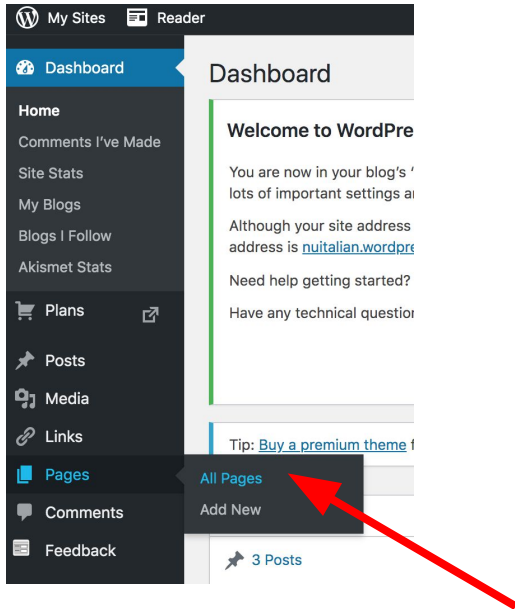 My Sites Reader
Dashboard
Home
Comments I've Made
Site Stats
My Blogs
Blogs I Follow
Akismet Stats
Plans
Posts
Media
Links
Pages
Comments
Feedback
Dashboard
Welcome to WordPre
You are now in your blog's '
lots of important settings a
Although your site address
address is nuitalian.wordpre
Need help getting started?
Have any technical question
Tip: Buy a premium theme f
All Pages
Add New
3 Posts